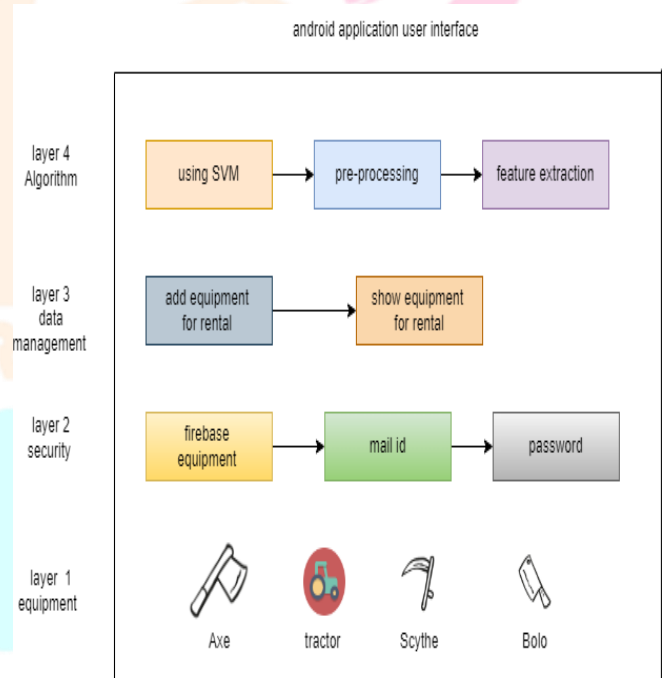 android application user interface
layer 4
Algorithm
using SVM
pre-processing
feature extraction
layer 3
data
management
add equipment
for rental
show equipment
for rental
layer 2
security
firebase
equipment
mail id
password
layer 1
equipment
Axe
tractor
Scythe
Bolo